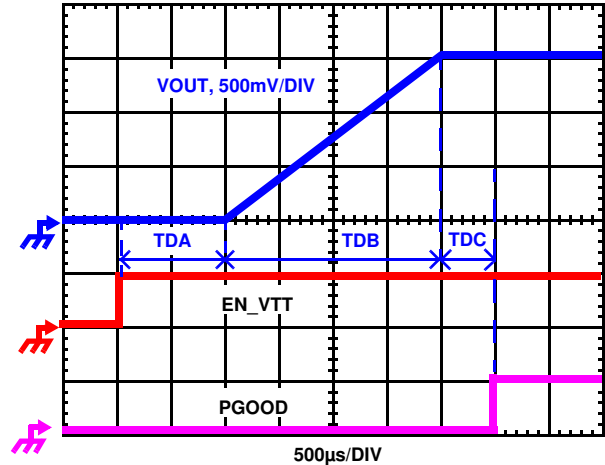 VOUT, 500mV/DIV
TDA
TDB
TDC
EN_VTT
PGOOD
500µs/DIV